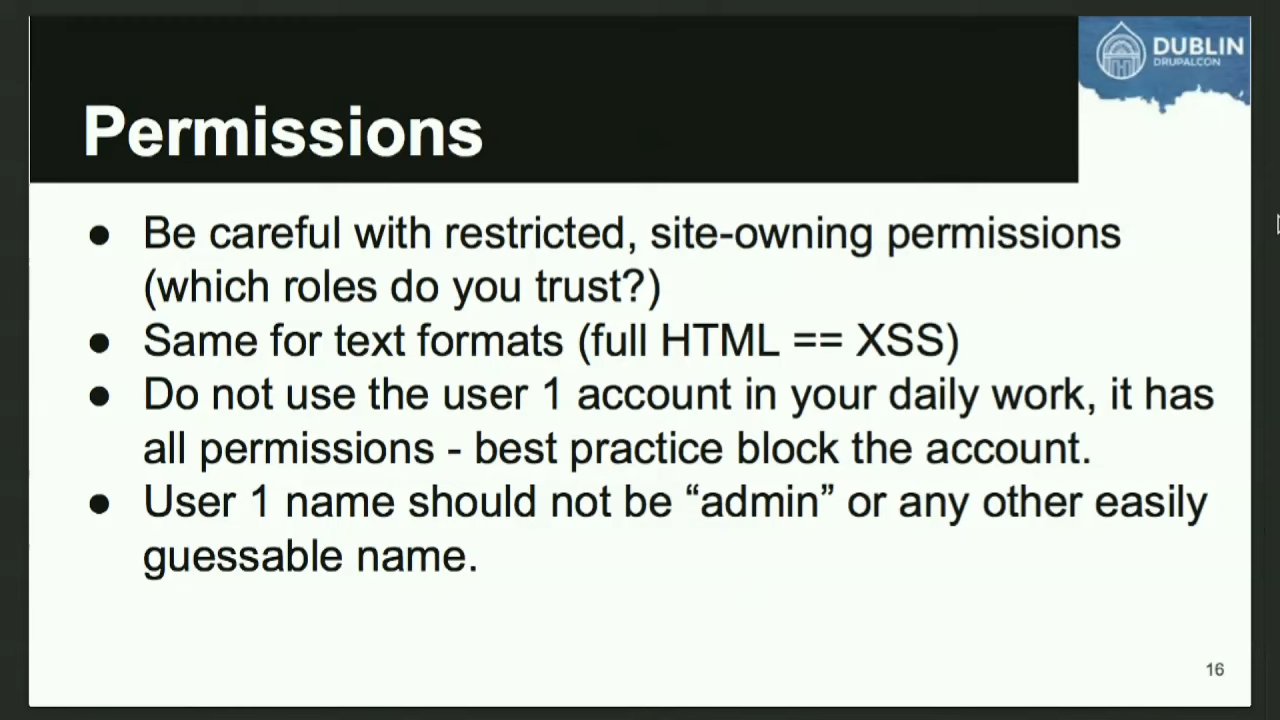 DUBLIN
DRUPALCON
Permissions
● Be careful with restricted, site-owning permissions
(which roles do you trust?)
● Same for text formats (full HTML == XSS)
● Do not use the user 1 account in your daily work, it has
all permissions - best practice block the account.
● User 1 name should not be “admin” or any other easily
guessable name.
16